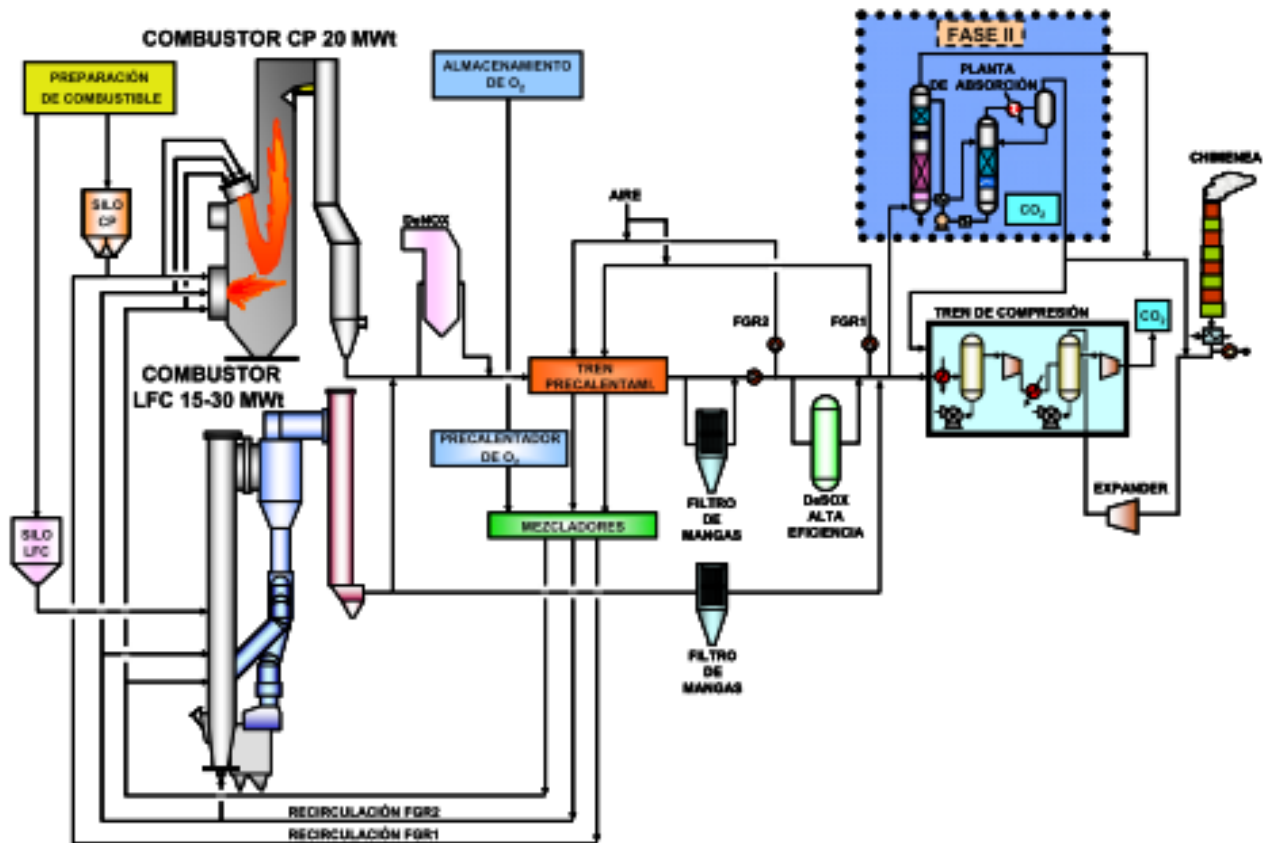 COMBUSTOR CP 20 MWt
PREPARACIÓN
DE COMBUSTIBLE
ALMACENAMIENTO
DE O2
FASE II
PLANTA
DE ABSORCIÓN
CO2
CHIMENEA
SILO
CP
DeNOX
AIRE
FGR2
FGR1
TREN DE COMPRESIÓN
CO2
TREN
PRECALENTAMI.
COMBUSTOR
LFC 15-30 MWt
PRECALENTADOR
DE O2
MEZCLADORES
FILTRO
DE
MANGAS
DeSOX
ALTA
EFICIENCIA
EXPANDER
SILO
LFC
FILTRO
DE
MANGAS
RECIRCULACIÓN FGR2
RECIRCULACIÓN FGR1